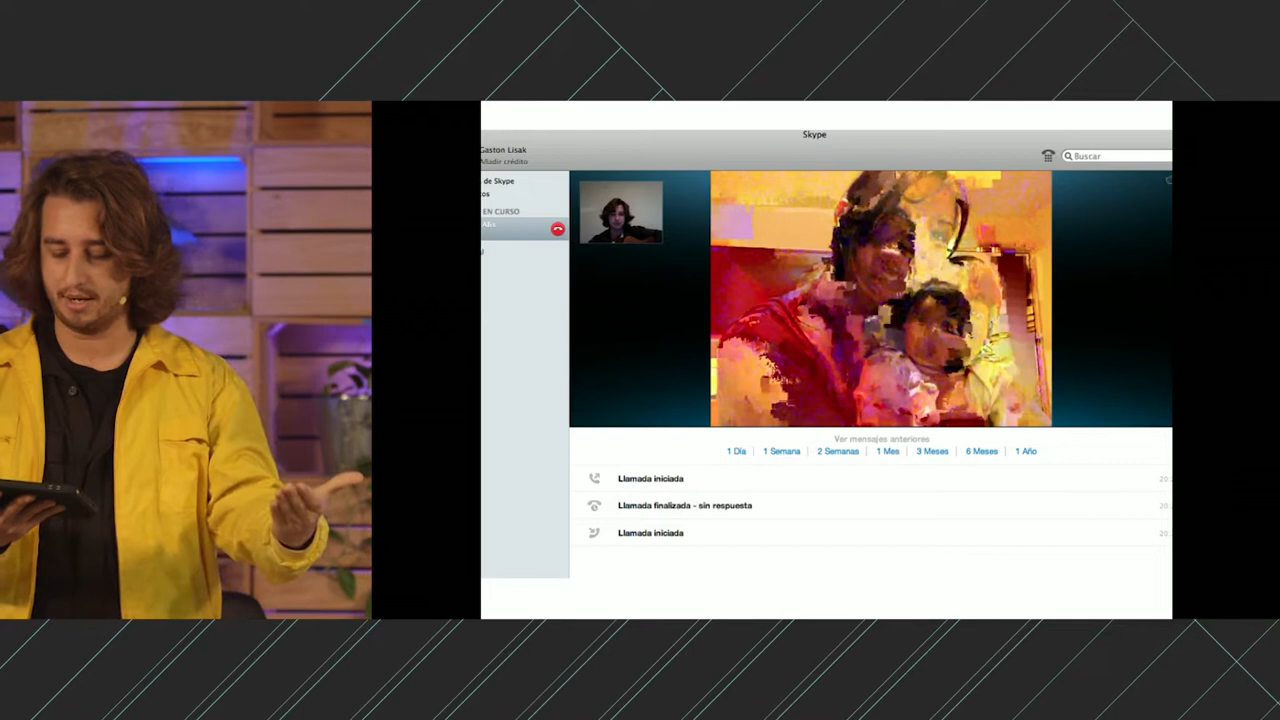 Skype
Gaston Lisak
Añadir crédito
Buscar
de Skype
EN CURSO
Alix
Ver mensajes anteriores
1 Día | 1 Semana | 2 Semanas | 1 Mes | 3 Meses | 6 Meses | 1 Año
Llamada iniciada
Llamada finalizada - sin respuesta
Llamada iniciada